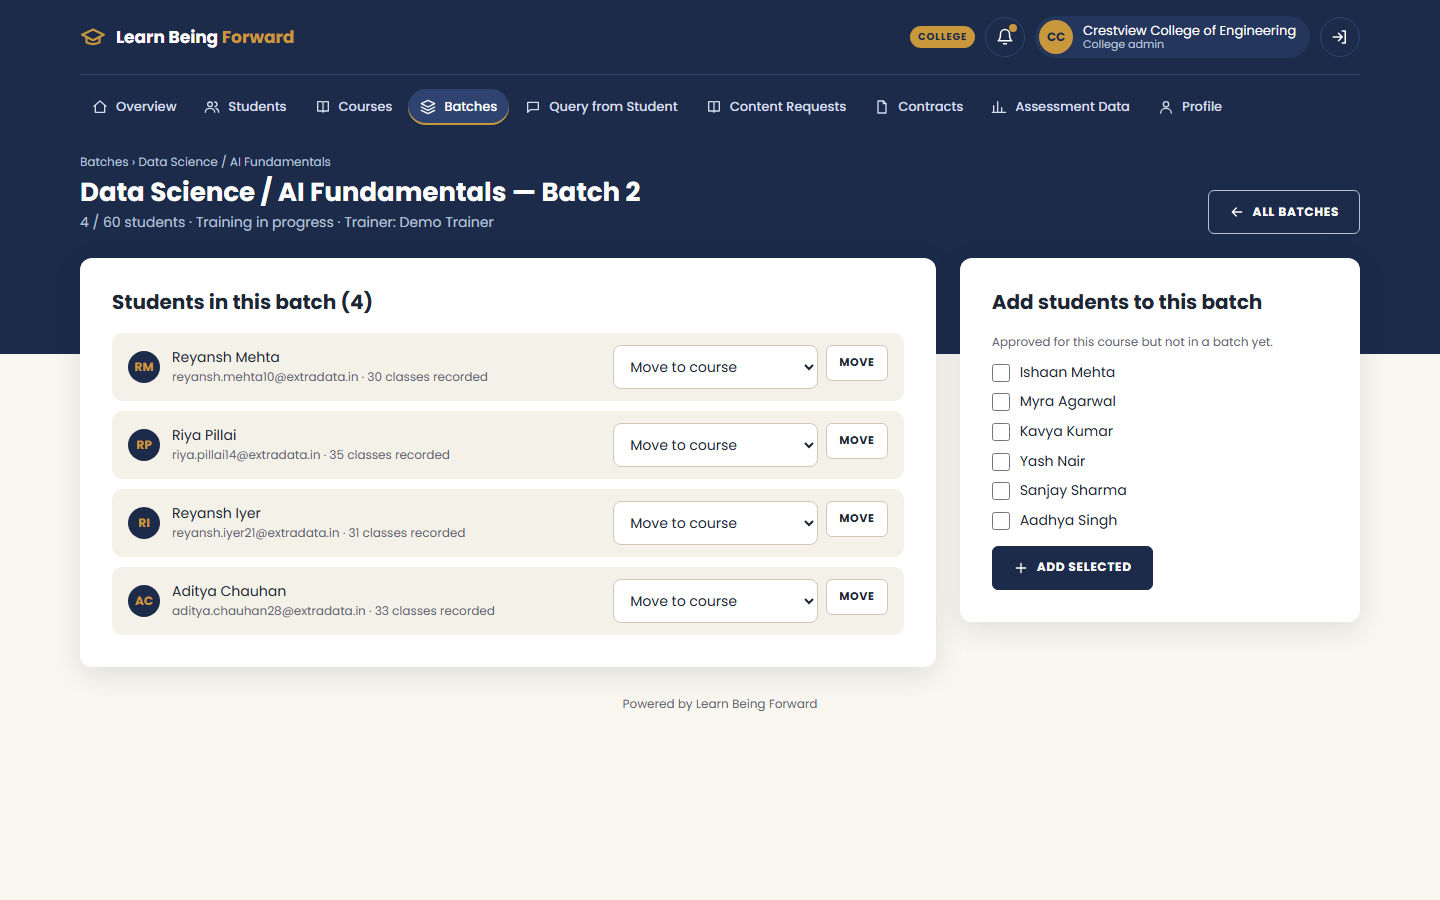 Learn Being Forward
COLLEGE
CC
Crestview College of Engineering
College admin
Overview
Students
Courses
Batches
Query from Student
Content Requests
Contracts
Assessment Data
Profile
Batches › Data Science / AI Fundamentals
Data Science / AI Fundamentals — Batch 2
4 / 60 students · Training in progress · Trainer: Demo Trainer
ALL BATCHES
Students in this batch (4)
RM
Reyansh Mehta
reyansh.mehta10@extradata.in · 30 classes recorded
Move to course
MOVE
RP
Riya Pillai
riya.pillai14@extradata.in · 35 classes recorded
Move to course
MOVE
RI
Reyansh Iyer
reyansh.iyer21@extradata.in · 31 classes recorded
Move to course
MOVE
AC
Aditya Chauhan
aditya.chauhan28@extradata.in · 33 classes recorded
Move to course
MOVE
Add students to this batch
Approved for this course but not in a batch yet.
Ishaan Mehta
Myra Agarwal
Kavya Kumar
Yash Nair
Sanjay Sharma
Aadhya Singh
ADD SELECTED
Powered by Learn Being Forward